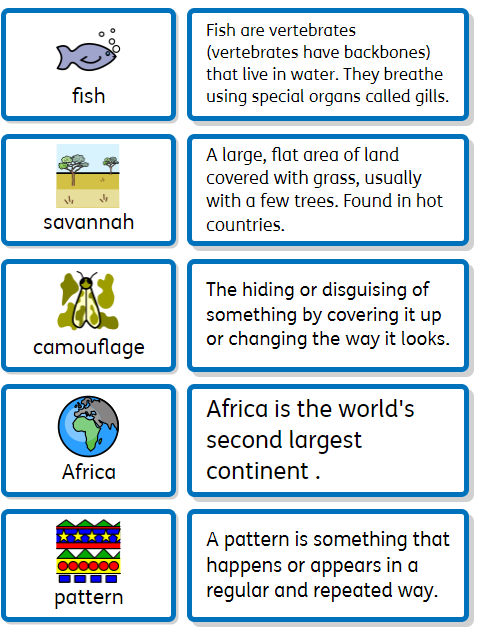 fish
Fish are vertebrates
(vertebrates have backbones)
that live in water. They breathe
using special organs called gills.
savannah
A large, flat area of land
covered with grass, usually
with a few trees. Found in hot
countries.
camouflage
The hiding or disguising of
something by covering it up
or changing the way it looks.
Africa
Africa is the world's
second largest
continent .
pattern
A pattern is something that
happens or appears in a
regular and repeated way.